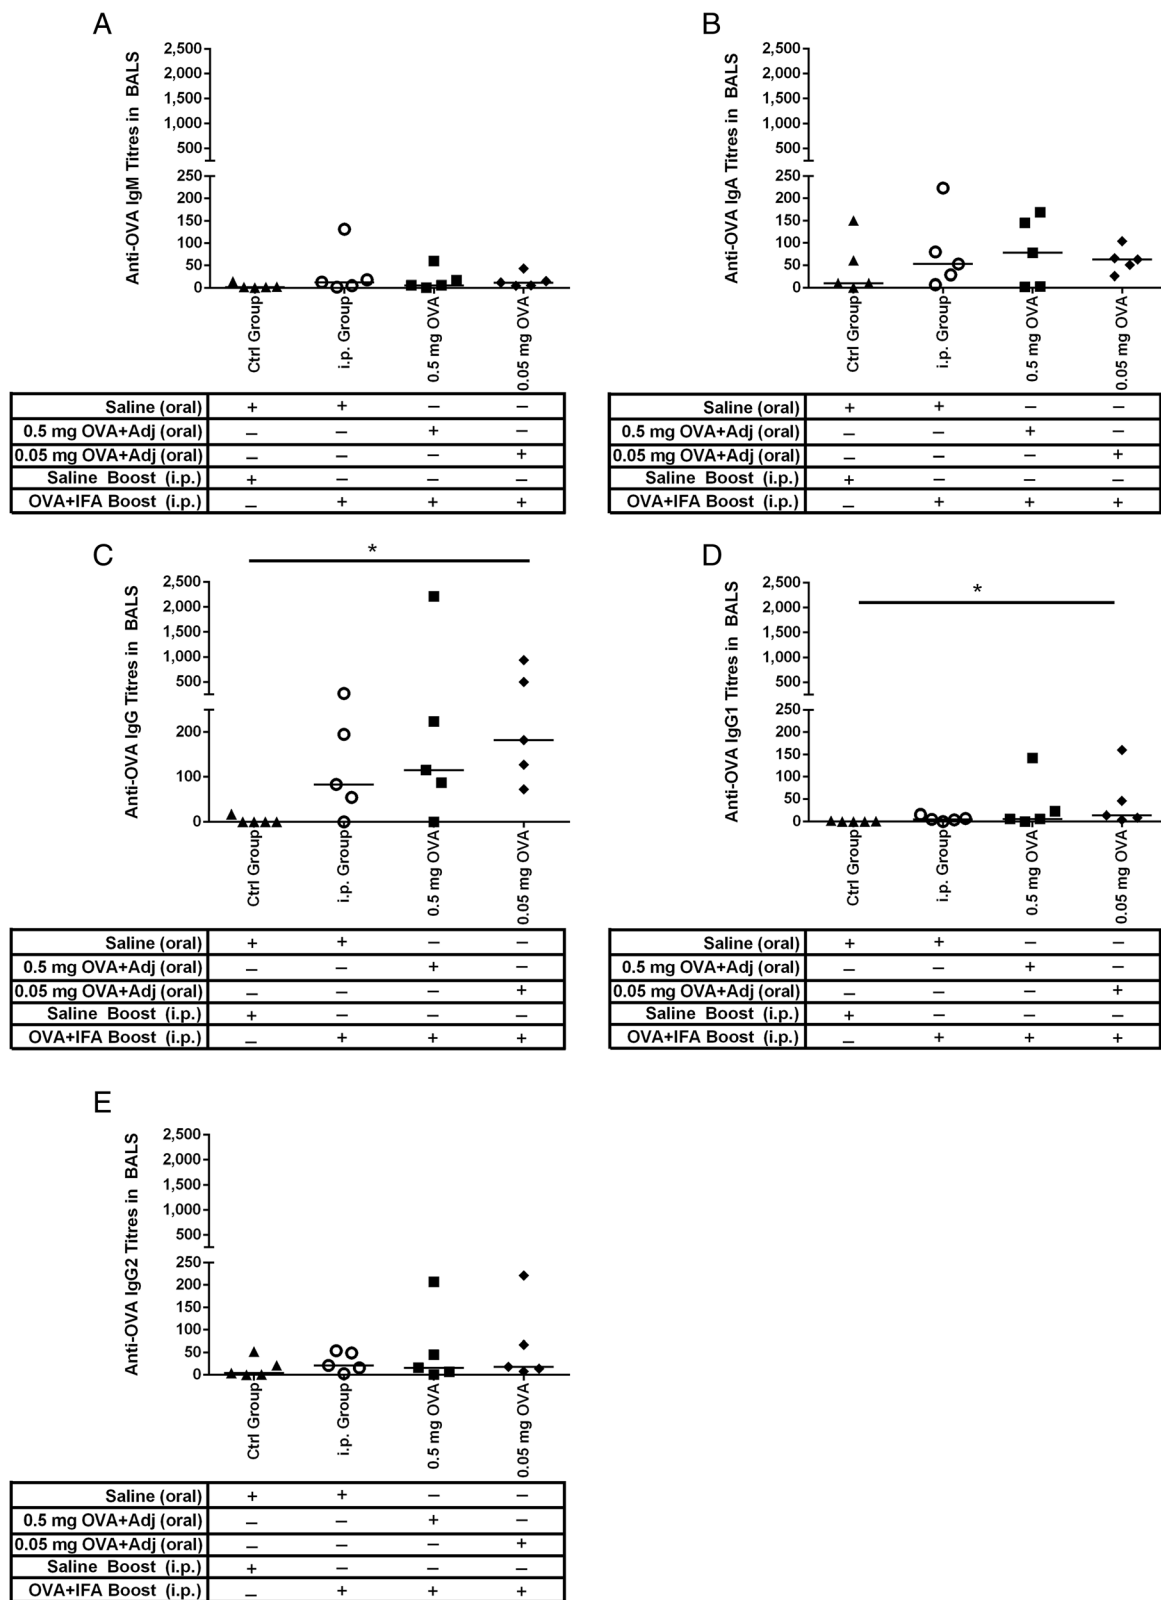 A
Anti-OVA IgM Titres in BALS
2,500
2,000
1,500
1,000
500
250
200
150
100
50
0
Ctrl Group
i.p. Group
0.5 mg OVA
0.05 mg OVA
Saline (oral) + + – –
0.5 mg OVA+Adj (oral) – – + –
0.05 mg OVA+Adj (oral) – – – +
Saline Boost (i.p.) + – – –
OVA+IFA Boost (i.p.) – + + +
B
Anti-OVA IgA Titres in BALS
2,500
2,000
1,500
1,000
500
250
200
150
100
50
0
Ctrl Group
i.p. Group
0.5 mg OVA
0.05 mg OVA
Saline (oral) + + – –
0.5 mg OVA+Adj (oral) – – + –
0.05 mg OVA+Adj (oral) – – – +
Saline Boost (i.p.) + – – –
OVA+IFA Boost (i.p.) – + + +
C
*
Anti-OVA IgG Titres in BALS
2,500
2,000
1,500
1,000
500
200
100
0
Ctrl Group
i.p. Group
0.5 mg OVA
0.05 mg OVA
Saline (oral) + + – –
0.5 mg OVA+Adj (oral) – – + –
0.05 mg OVA+Adj (oral) – – – +
Saline Boost (i.p.) + – – –
OVA+IFA Boost (i.p.) – + + +
D
*
Anti-OVA IgG1 Titres in BALS
2,500
2,000
1,500
1,000
500
250
200
150
100
50
0
Ctrl Group
i.p. Group
0.5 mg OVA
0.05 mg OVA
Saline (oral) + + – –
0.5 mg OVA+Adj (oral) – – + –
0.05 mg OVA+Adj (oral) – – – +
Saline Boost (i.p.) + – – –
OVA+IFA Boost (i.p.) – + + +
E
Anti-OVA IgG2 Titres in BALS
2,500
2,000
1,500
1,000
500
250
200
150
100
50
0
Ctrl Group
i.p. Group
0.5 mg OVA
0.05 mg OVA
Saline (oral) + + – –
0.5 mg OVA+Adj (oral) – – + –
0.05 mg OVA+Adj (oral) – – – +
Saline Boost (i.p.) + – – –
OVA+IFA Boost (i.p.) – + + +